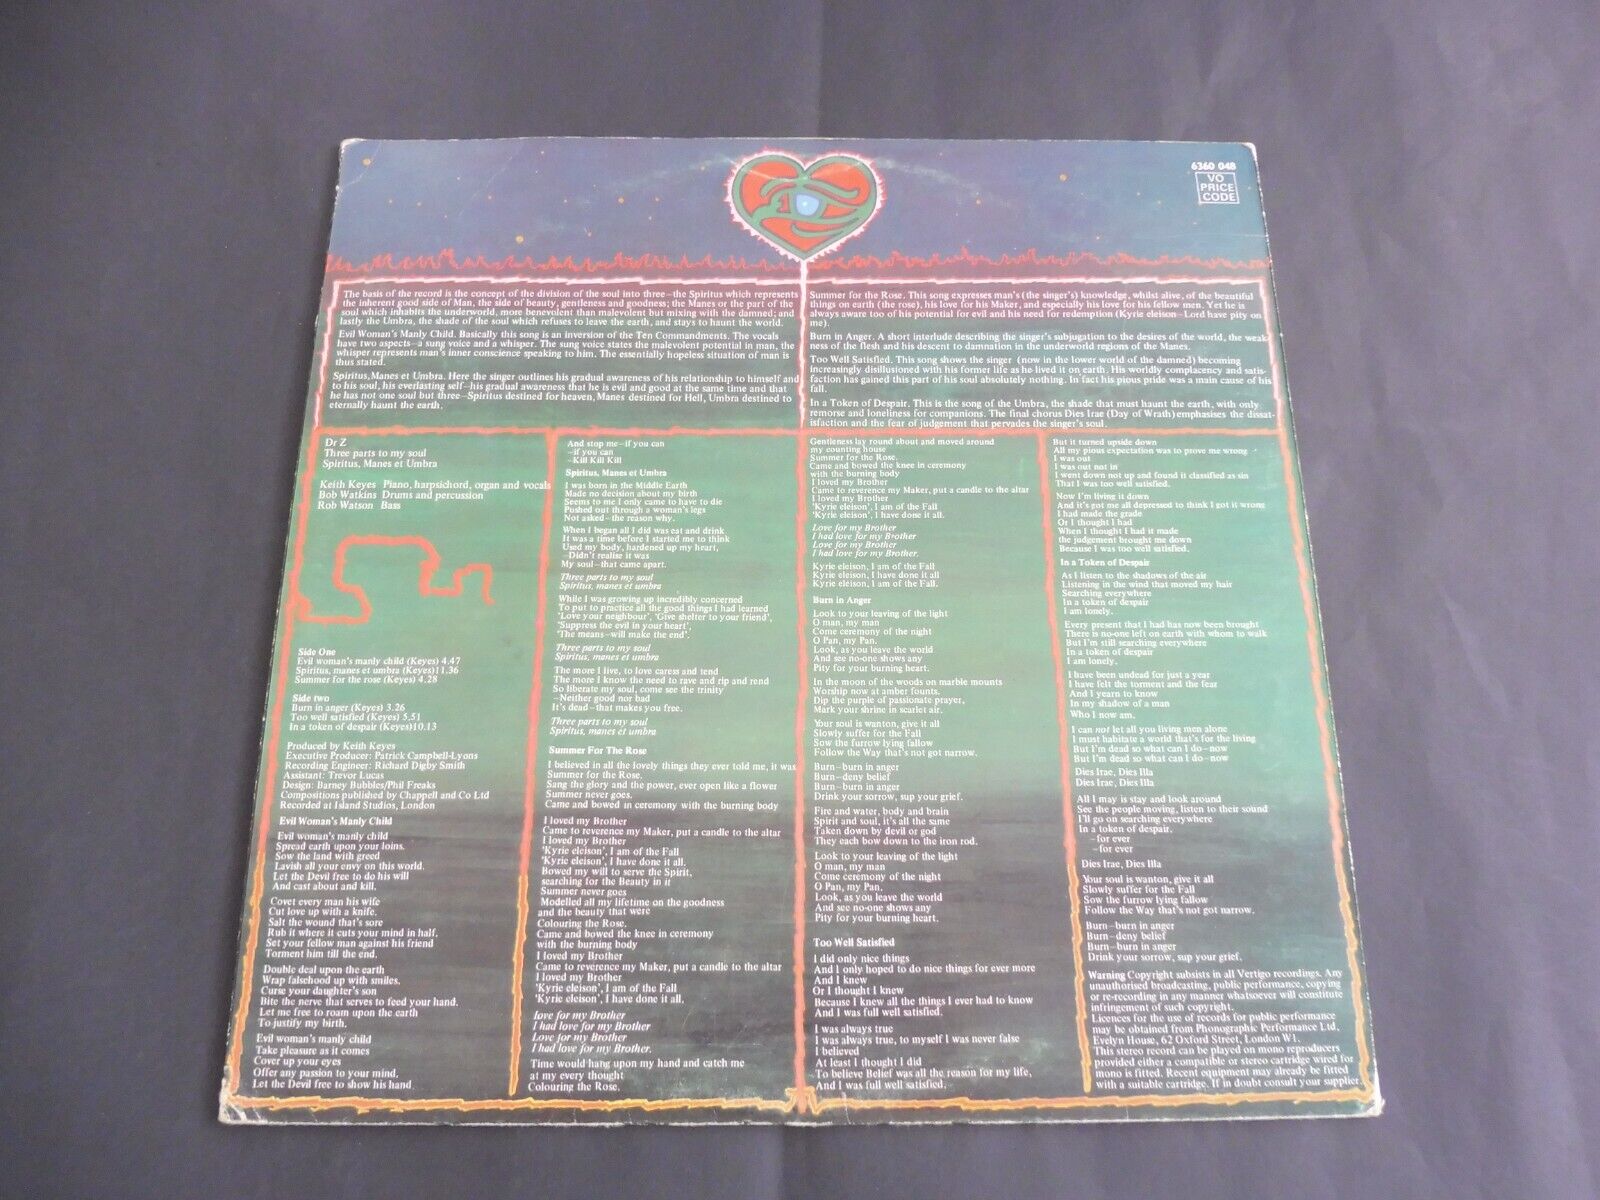 6360 048
VO
PRICE
CODE
The basis of the record is the concept of the division of the soul into three—the Spiritus which represents
the inherent good side of Man, the side of beauty, gentleness and goodness; the Manes or the part of the
soul which inhabits the underworld, more benevolent than malevolent but mixing with the damned; and
lastly the Umbra, the shade of the soul which refuses to leave the earth, and stays to haunt the world.
Evil Woman's Manly Child. Basically this song is an inversion of the Ten Commandments. The vocals
have two aspects—a sung voice and a whisper. The sung voice states the malevolent potential in man, the
whisper represents man's inner conscience speaking to him. The essentially hopeless situation of man is
thus stated.
Spiritus, Manes et Umbra. Here the singer outlines his gradual awareness of his relationship to himself and
to his soul, his everlasting self—his gradual awareness that he is evil and good at the same time and that
he has not one soul but three—Spiritus destined for heaven, Manes destined for Hell, Umbra destined to
eternally haunt the earth.
Summer for the Rose. This song expresses man's (the singer's) knowledge, whilst alive, of the beautiful
things on earth (the rose), his love for his Maker, and especially his love for his fellow men. Yet he is
always aware too of his potential for evil and his need for redemption (Kyrie eleison—Lord have pity on
me).
Burn in Anger. A short interlude describing the singer's subjugation to the desires of the world, the weak
ness of the flesh and his descent to damnation in the underworld regions of the Manes.
Too Well Satisfied. This song shows the singer (now in the lower world of the damned) becoming
increasingly disillusioned with his former life as he lived it on earth. His worldly complacency and satis-
faction has gained this part of his soul absolutely nothing. In fact his pious pride was a main cause of his
fall.
In a Token of Despair. This is the song of the Umbra, the shade that must haunt the earth, with only
remorse and loneliness for companions. The final chorus Dies Irae (Day of Wrath) emphasises the dissat-
isfaction and the fear of judgement that pervades the singer's soul.
Dr Z
Three parts to my soul
Spiritus, Manes et Umbra
Keith Keyes Piano, harpsichord, organ and vocals
Bob Watkins Drums and percussion
Rob Watson Bass
Side One
Evil woman's manly child (Keyes) 4.47
Spiritus, manes et umbra (Keyes)11.36
Summer for the rose (Keyes) 4.28
Side two
Burn in anger (Keyes) 3.26
Too well satisfied (Keyes) 5.51
In a token of despair (Keyes)10.13
Produced by Keith Keyes
Executive Producer: Patrick Campbell-Lyons
Recording Engineer: Richard Digby Smith
Assistant: Trevor Lucas
Design: Barney Bubbles/Phil Freaks
Compositions published by Chappell and Co Ltd
Recorded at Island Studios, London
Evil Woman's Manly Child
Evil woman's manly child
Spread earth upon your loins.
Sow the land with greed
Lavish all your envy on this world.
Let the Devil free to do his will
And cast about and kill.
Covet every man his wife
Cut love up with a knife.
Salt the wound that's sore
Rub it where it cuts your mind in half.
Set your fellow man against his friend
Torment him till the end.
Double deal upon the earth
Wrap falsehood up with smiles.
Curse your daughter's son
Bite the nerve that serves to feed your hand.
Let me free to roam upon the earth
To justify my birth.
Evil woman's manly child
Take pleasure as it comes
Cover up your eyes
Offer any passion to your mind.
Let the Devil free to show his hand
And stop me—if you can
—if you can
—Kill Kill Kill
Spiritus, Manes et Umbra
I was born in the Middle Earth
Made no decision about my birth
Seems to me I only came to have to die
Pushed out through a woman's legs
Not asked—the reason why.
When I began all I did was eat and drink
It was a time before I started me to think
Used my body, hardened up my heart,
—Didn't realise it was
My soul—that came apart.
Three parts to my soul
Spiritus, manes et umbra
While I was growing up incredibly concerned
To put to practice all the good things I had learned
'Love your neighbour', 'Give shelter to your friend',
'Suppress the evil in your heart',
'The means—will make the end'.
Three parts to my soul
Spiritus, manes et umbra
The more I live, to love caress and tend
The more I know the need to rave and rip and rend
So liberate my soul, come see the trinity
—Neither good nor bad
It's dead—that makes you free.
Three parts to my soul
Spiritus, manes et umbra
Summer For The Rose
I believed in all the lovely things they ever told me, it was
Summer for the Rose.
Sang the glory and the power, ever open like a flower
Summer never goes.
Came and bowed in ceremony with the burning body
I loved my Brother
Came to reverence my Maker, put a candle to the altar
I loved my Brother
'Kyrie eleison', I am of the Fall
'Kyrie eleison', I have done it all.
Bowed my will to serve the Spirit,
searching for the Beauty in it
Summer never goes
Modelled all my lifetime on the goodness
and the beauty that were
Colouring the Rose.
Came and bowed the knee in ceremony
with the burning body
I loved my Brother
Came to reverence my Maker, put a candle to the altar
I loved my Brother
'Kyrie eleison', I am of the Fall
'Kyrie eleison', I have done it all.
love for my Brother
I had love for my Brother
Love for my Brother
I had love for my Brother.
Time would hang upon my hand and catch me
at my every thought
Colouring the Rose.
Gentleness lay round about and moved around
my counting house
Summer for the Rose.
Came and bowed the knee in ceremony
with the burning body
I loved my Brother
Came to reverence my Maker, put a candle to the altar
I loved my Brother
'Kyrie eleison', I am of the Fall
'Kyrie eleison', I have done it all.
Love for my Brother
I had love for my Brother
Love for my Brother
I had love for my Brother.
Kyrie eleison, I am of the Fall
Kyrie eleison, I have done it all
Kyrie eleison, I am of the Fall.
Burn in Anger
Look to your leaving of the light
O man, my man
Come ceremony of the night
O Pan, my Pan.
Look, as you leave the world
And see no-one shows any
Pity for your burning heart.
In the moon of the woods on marble mounts
Worship now at amber founts.
Dip the purple of passionate prayer,
Mark your shrine in scarlet air.
Your soul is wanton, give it all
Slowly suffer for the Fall
Sow the furrow lying fallow
Follow the Way that's not got narrow.
Burn—burn in anger
Burn—deny belief
Burn—burn in anger
Drink your sorrow, sup your grief.
Fire and water, body and brain
Spirit and soul, it's all the same
Taken down by devil or god
They each bow down to the iron rod.
Look to your leaving of the light
O man, my man
Come ceremony of the night
O Pan, my Pan.
Look, as you leave the world
And see no-one shows any
Pity for your burning heart.
Too Well Satisfied
I did only nice things
And I only hoped to do nice things for ever more
And I knew
Or I thought I knew
Because I knew all the things I ever had to know
And I was full well satisfied.
I was always true
I was always true, to myself I was never false
I believed
At least I thought I did
To believe Belief was all the reason for my life,
And I was full well satisfied.
But it turned upside down
All my pious expectation was to prove me wrong
I was out
I was out not in
I went down not up and found it classified as sin
That I was too well satisfied.
Now I'm living it down
And it's got me all depressed to think I got it wrong
I had made the grade
Or I thought I had
When I thought I had it made
the judgement brought me down
Because I was too well satisfied.
In a Token of Despair
As I listen to the shadows of the air
Listening in the wind that moved my hair
Searching everywhere
In a token of despair
I am lonely.
Every present that I had has now been brought
There is no-one left on earth with whom to walk
But I'm still searching everywhere
In a token of despair
I am lonely.
I have been undead for just a year
I have felt the torment and the fear
And I yearn to know
In my shadow of a man
Who I now am.
I can not let all you living men alone
I must habitate a world that's for the living
But I'm dead so what can I do—now
But I'm dead so what can I do—now
Dies Irae, Dies Illa
Dies Irae, Dies Illa
All I may is stay and look around
See the people moving, listen to their sound
I'll go on searching everywhere
In a token of despair.
—for ever
—for ever
Dies Irae, Dies Illa
Your soul is wanton, give it all
Slowly suffer for the Fall
Sow the furrow lying fallow
Follow the Way that's not got narrow.
Burn—burn in anger
Burn—deny belief
Burn—burn in anger
Drink your sorrow, sup your grief.
Warning Copyright subsists in all Vertigo recordings. Any
unauthorised broadcasting, public performance, copying
or re-recording in any manner whatsoever will constitute
infringement of such copyright.
Licences for the use of records for public performance
may be obtained from Phonographic Performance Ltd.
Evelyn House, 62 Oxford Street, London W1.
This stereo record can be played on mono reproducers
provided either a compatible or stereo cartridge wired for
mono is fitted. Recent equipment may already be fitted
with a suitable cartridge. If in doubt consult your supplier.